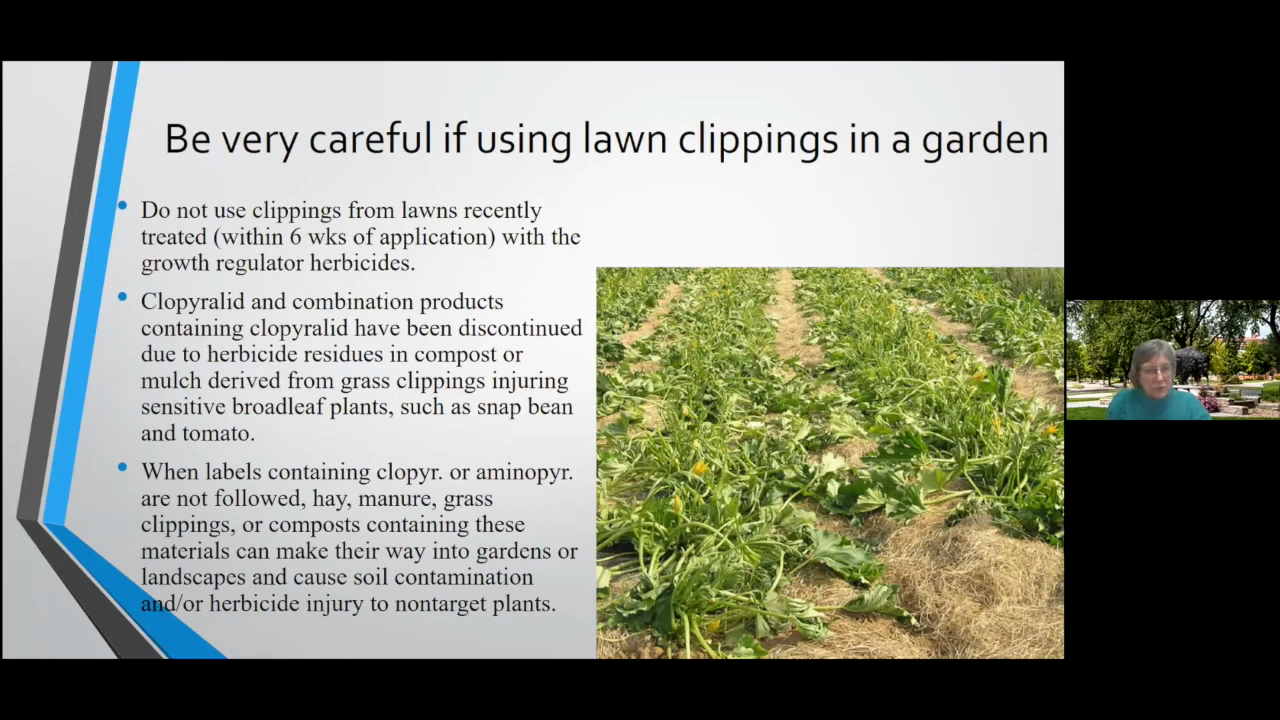 Be very careful if using lawn clippings in a garden
• Do not use clippings from lawns recently
treated (within 6 wks of application) with the
growth regulator herbicides.
• Clopyralid and combination products
containing clopyralid have been discontinued
due to herbicide residues in compost or
mulch derived from grass clippings injuring
sensitive broadleaf plants, such as snap bean
and tomato.
• When labels containing clopyr. or aminopyr.
are not followed, hay, manure, grass
clippings, or composts containing these
materials can make their way into gardens or
landscapes and cause soil contamination
and/or herbicide injury to nontarget plants.